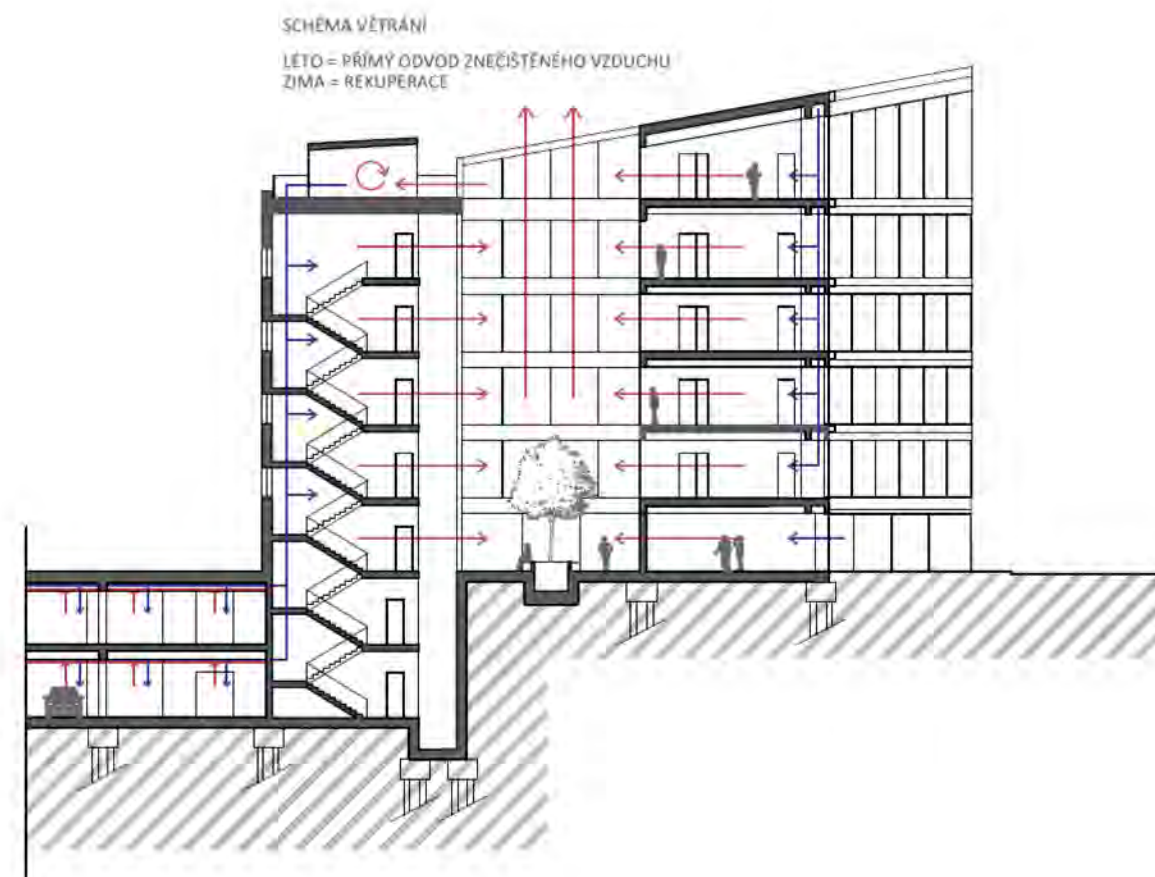 SCHÉMA VĚTRÁNÍ
LÉTO = PŘÍMÝ ODVOD ZNEČIŠTĚNÉHO VZDUCHU
ZIMA = REKUPERACE